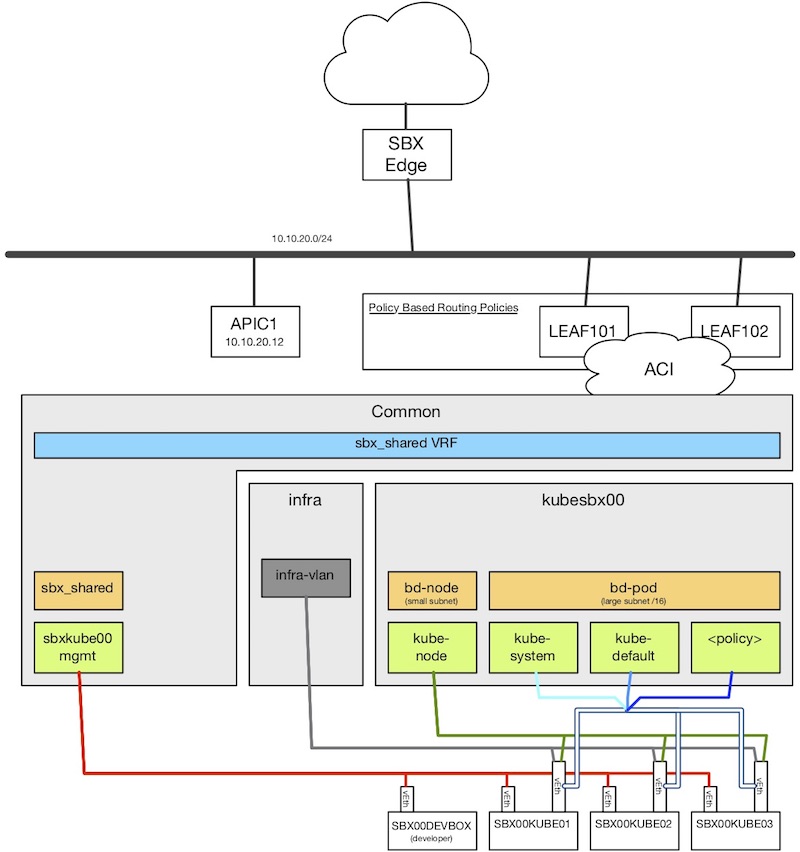 SBX
Edge
10.10.20.0/24
Policy Based Routing Policies
APIC1
10.10.20.12
LEAF101
LEAF102
ACI
Common
sbx_shared VRF
infra
kubesbx00
infra-vlan
sbx_shared
bd-node
(small subnet)
bd-pod
(large subnet /16)
sbxkube00
mgmt
kube-
node
kube-
system
kube-
default
<policy>
vEth
vEth
vEth
vEth
vEth
vEth
vEth
SBX00DEVBOX
(developer)
SBX00KUBE01
SBX00KUBE02
SBX00KUBE03